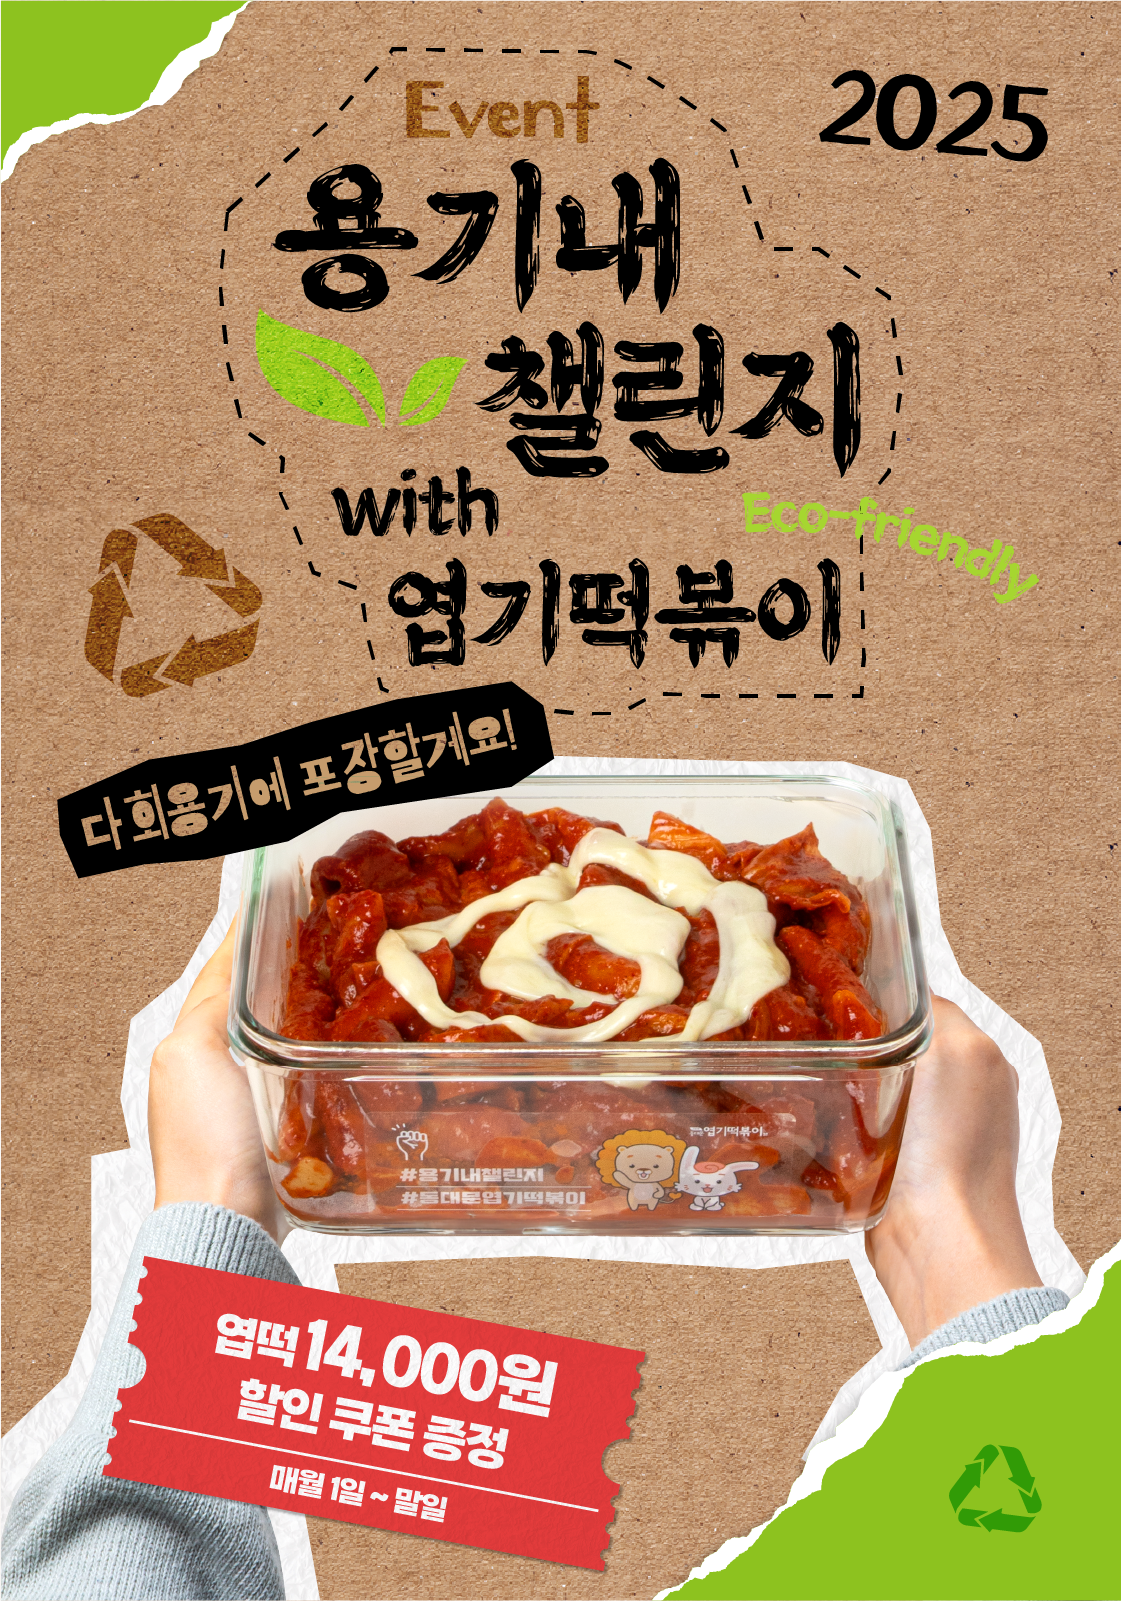 Event
2025
용기내
챌린지
with
Eco-friendly
엽기떡볶이
다회용기에 포장할게요!
엽기떡볶이
#용기내챌린지
#동대문엽기떡볶이
엽떡 14,000원
할인 쿠폰 증정
매월 1일 ~ 말일